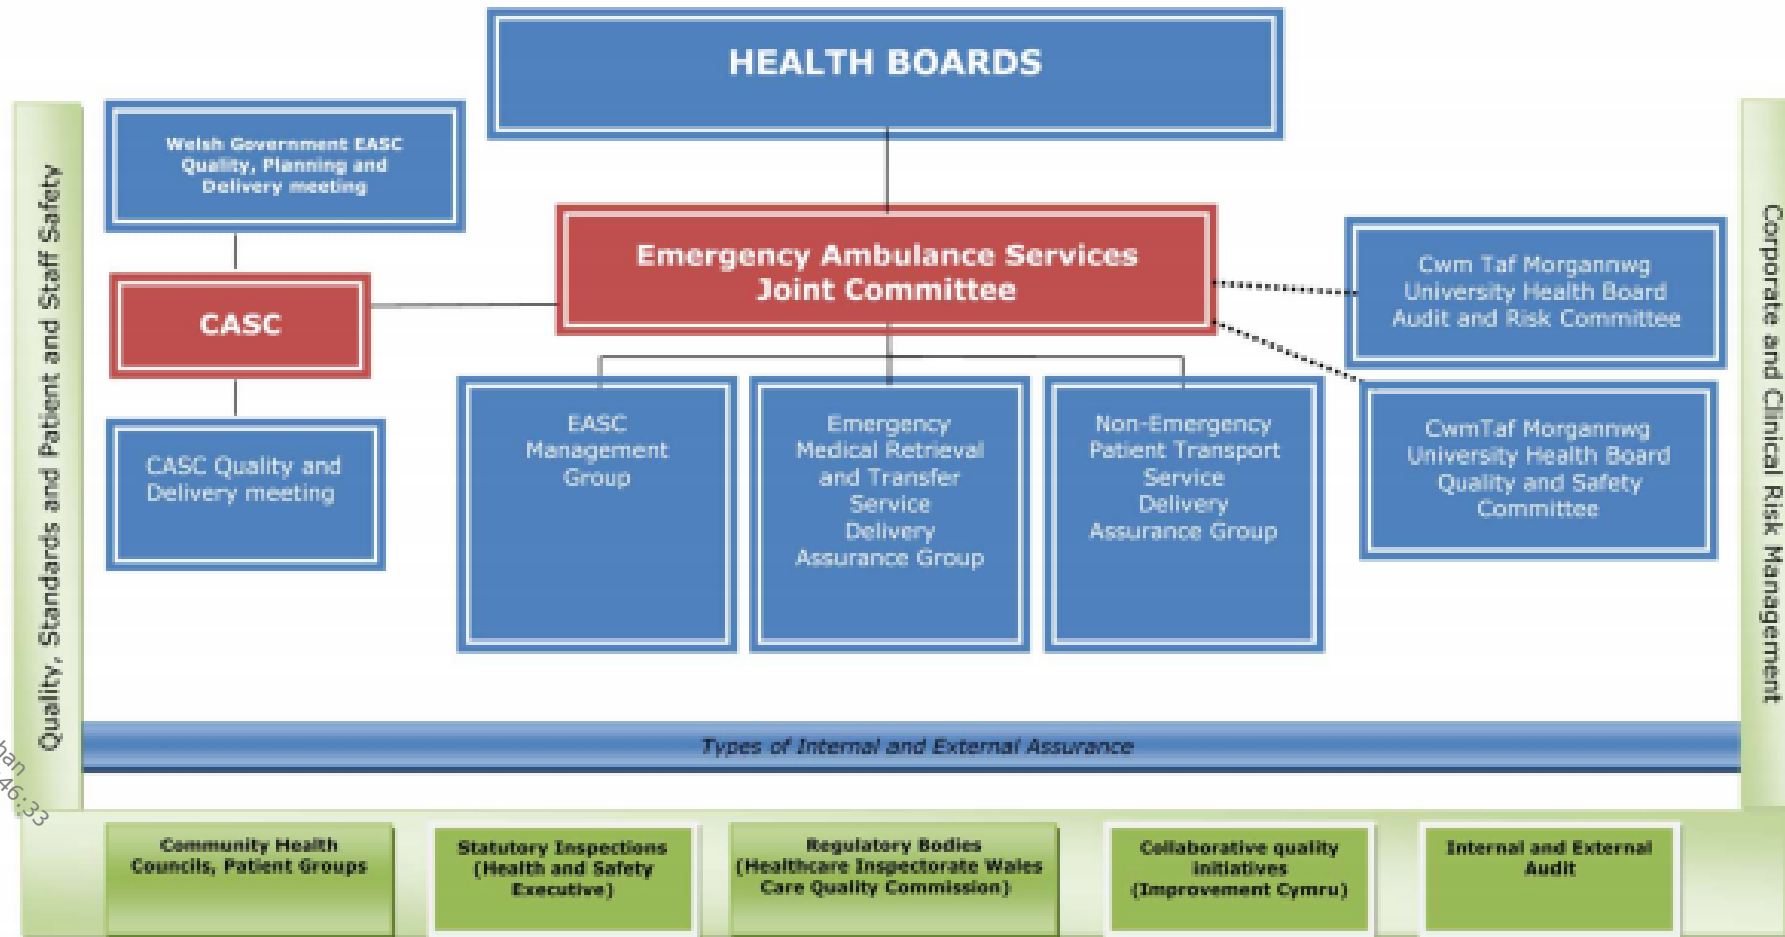 HEALTH BOARDS
Welsh Government EASC
Quality, Planning and
Delivery meeting
Emergency Ambulance Services
Joint Committee
CASC
Cwm Taf Morgannwg
University Health Board
Audit and Risk Committee
CASC Quality and
Delivery meeting
EASC
Management
Group
Emergency
Medical Retrieval
and Transfer
Service
Delivery
Assurance Group
Non-Emergency
Patient Transport
Service
Delivery
Assurance Group
CwmTaf Morgannwg
University Health Board
Quality and Safety
Committee
Quality, Standards and Patient and Staff Safety
Corporate and Clinical Risk Management
Types of Internal and External Assurance
Community Health
Councils, Patient Groups
Statutory Inspections
(Health and Safety
Executive)
Regulatory Bodies
(Healthcare Inspectorate Wales
Care Quality Commission)
Collaborative quality
initiatives
(Improvement Cymru)
Internal and External
Audit